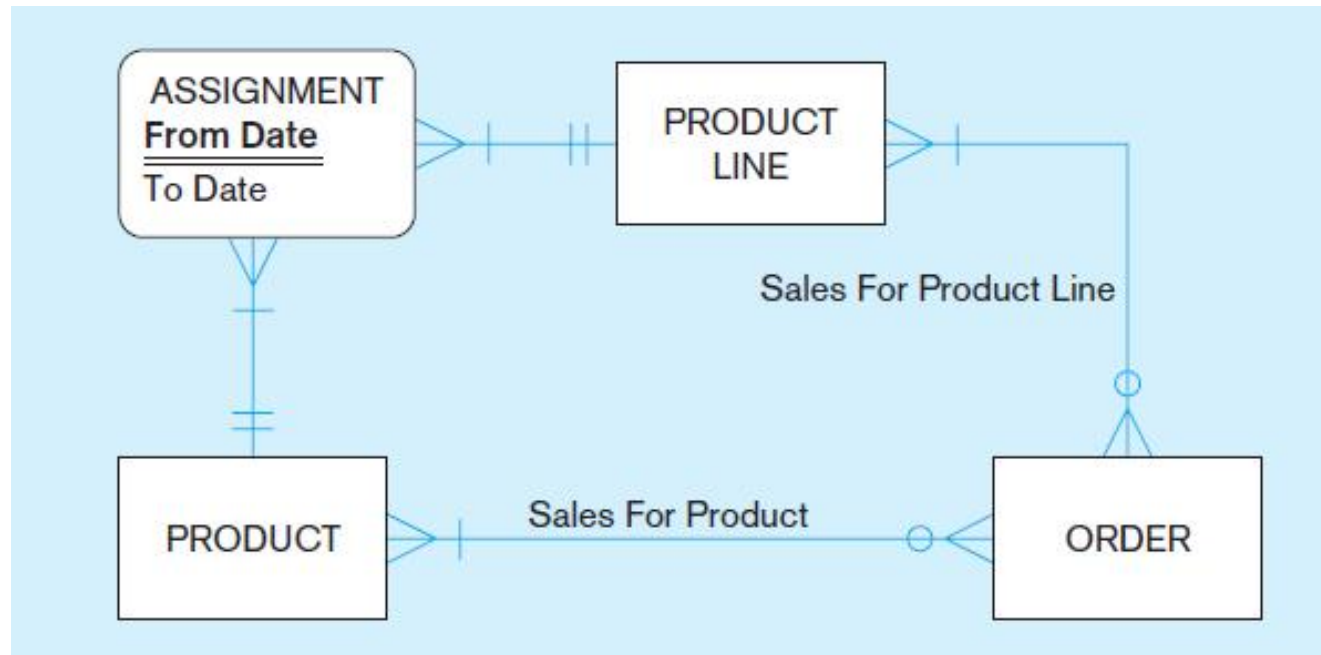 ASSIGNMENT
From Date
To Date
PRODUCT
LINE
Sales For Product Line
PRODUCT
Sales For Product
ORDER